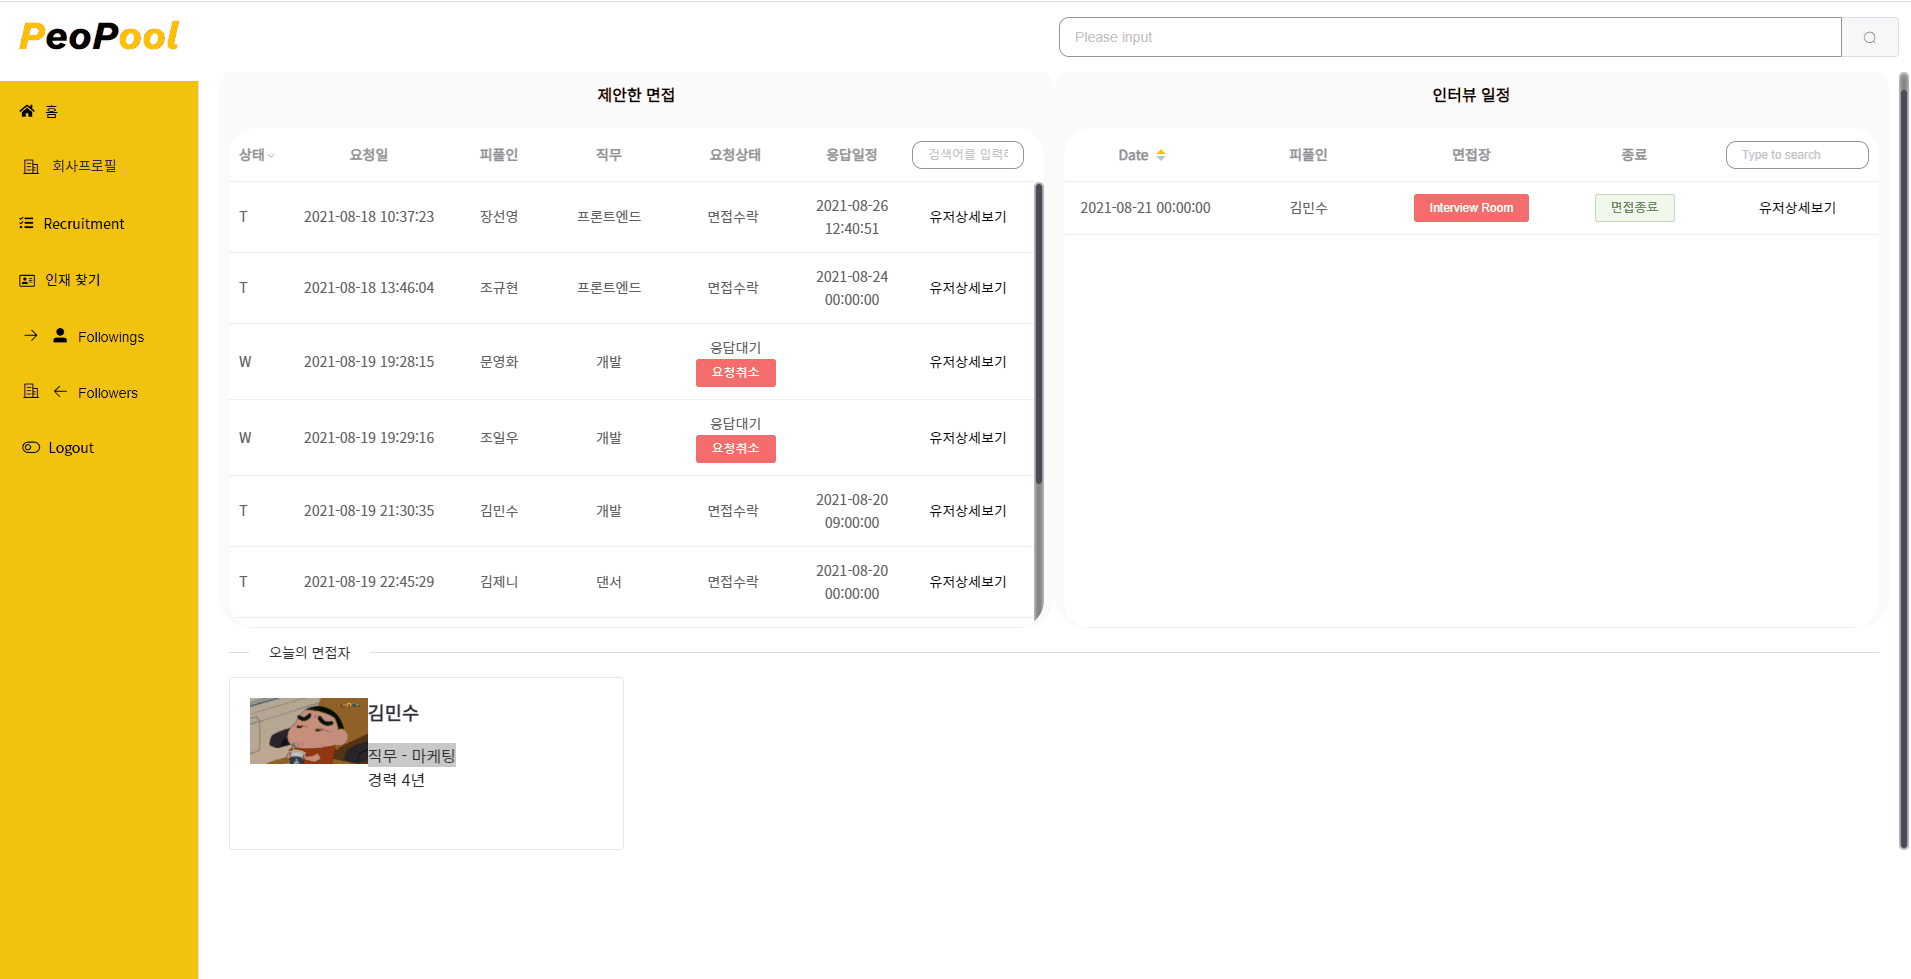 PeoPool
Please input
홈
회사프로필
Recruitment
인재 찾기
Followings
Followers
Logout
제안한 면접
상태 요청일 피풀인 직무 요청상태 응답일정 검색어를 입력하
T 2021-08-18 10:37:23 장선영 프론트엔드 면접수락 2021-08-26 12:40:51 유저상세보기
T 2021-08-18 13:46:04 조규현 프론트엔드 면접수락 2021-08-24 00:00:00 유저상세보기
W 2021-08-19 19:28:15 문영화 개발 응답대기 요청취소 유저상세보기
W 2021-08-19 19:29:16 조일우 개발 응답대기 요청취소 유저상세보기
T 2021-08-19 21:30:35 김민수 개발 면접수락 2021-08-20 09:00:00 유저상세보기
T 2021-08-19 22:45:29 김제니 댄서 면접수락 2021-08-20 00:00:00 유저상세보기
인터뷰 일정
Date 피풀인 면접장 종료 Type to search
2021-08-21 00:00:00 김민수 Interview Room 면접종료 유저상세보기
오늘의 면접자
김민수
직무 - 마케팅
경력 4년